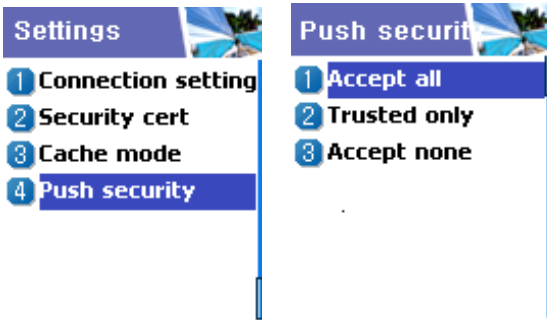 Settings
1 Connection setting
2 Security cert
3 Cache mode
4 Push security
Push securit
1 Accept all
2 Trusted only
3 Accept none